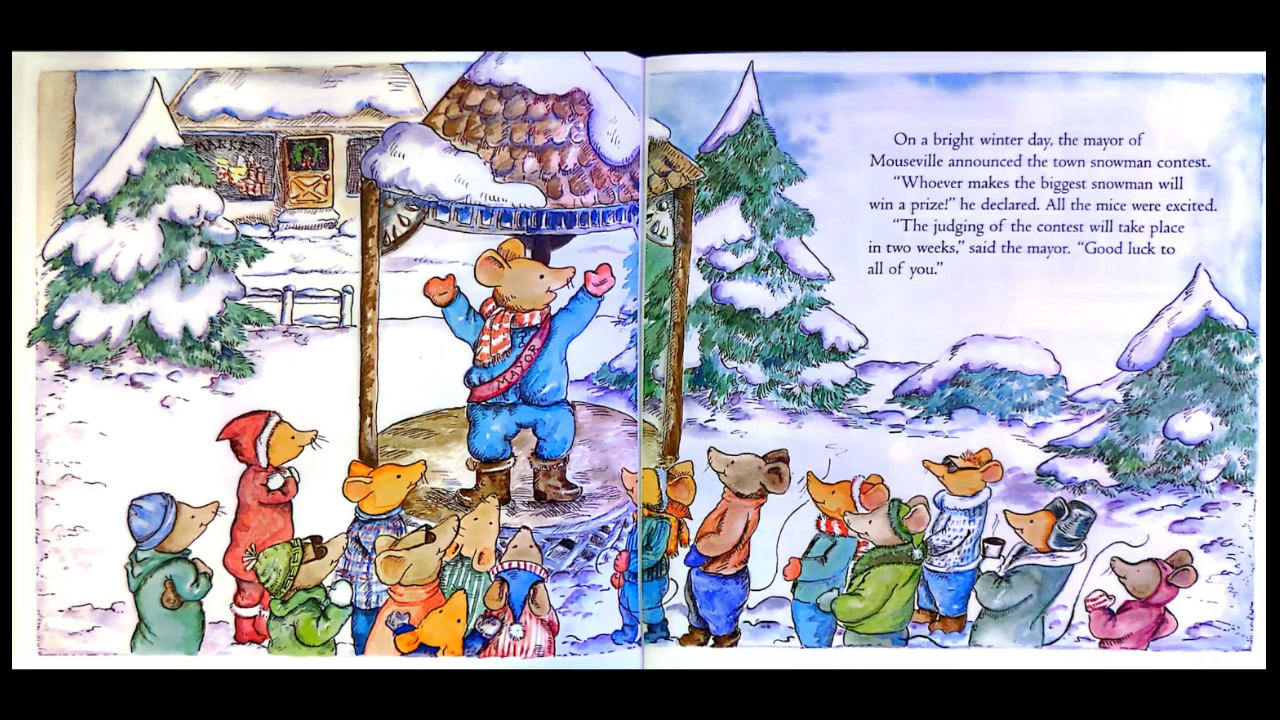 MARKET
MAYOR
On a bright winter day, the mayor of
Mouseville announced the town snowman contest.
“Whoever makes the biggest snowman will
win a prize!” he declared. All the mice were excited.
“The judging of the contest will take place
in two weeks,” said the mayor. “Good luck to
all of you.”